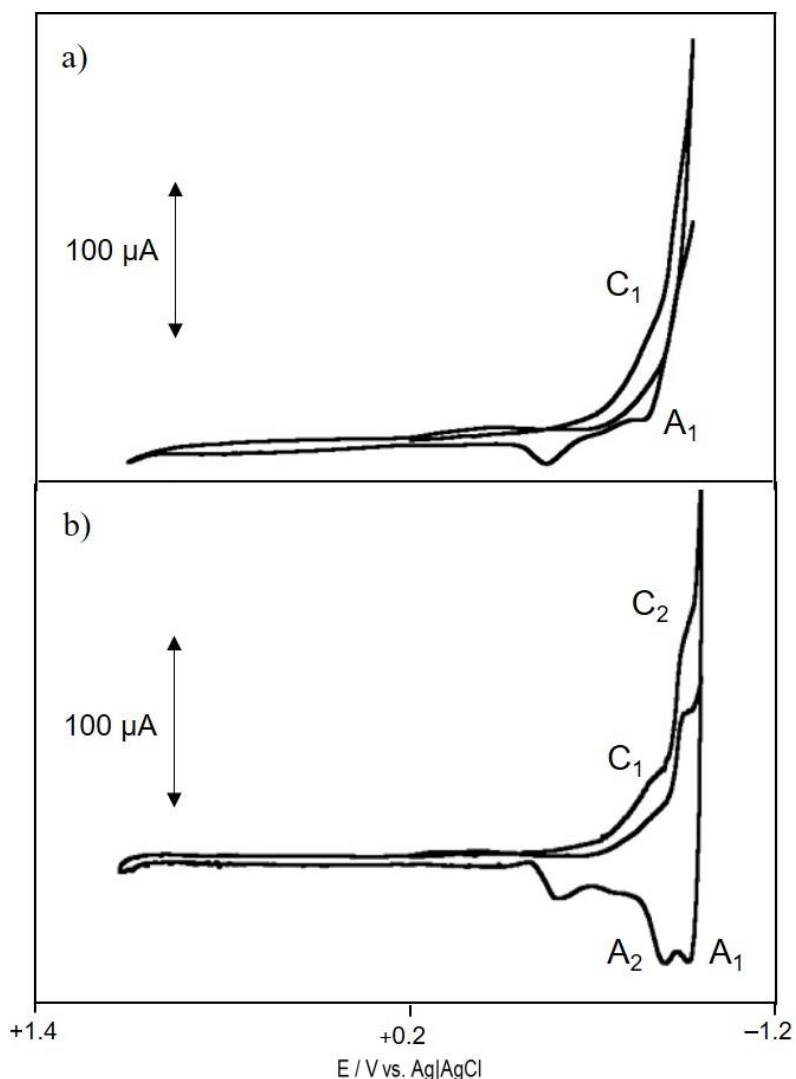 a)
100 µA
C₁
A₁
b)
C₂
100 µA
C₁
A₂ A₁
+1.4 +0.2 –1.2
E / V vs. Ag|AgCl